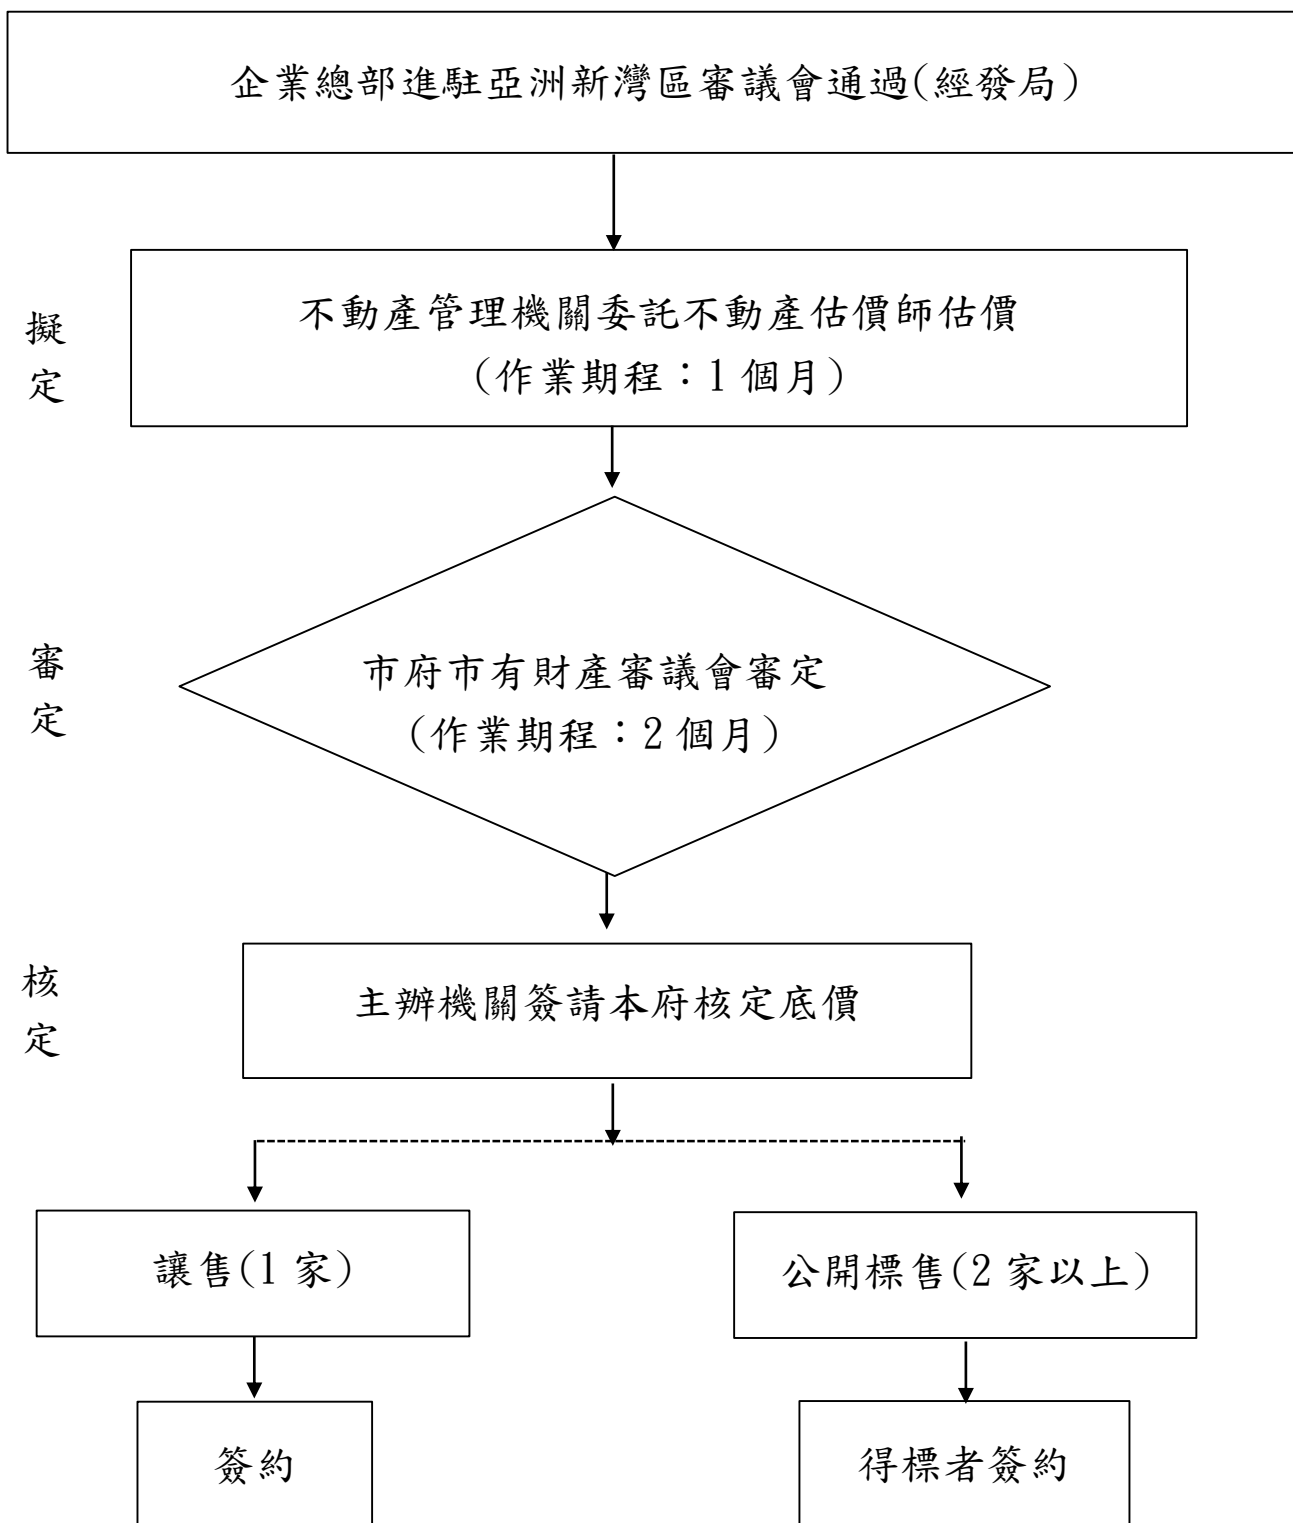 企業總部進駐亞洲新灣區審議會通過(經發局)
擬
定
不動產管理機關委託不動產估價師估價
(作業期程：1 個月)
審
定
市府市有財產審議會審定
(作業期程：2 個月)
核
定
主辦機關簽請本府核定底價
讓售(1 家)
公開標售(2 家以上)
簽約
得標者簽約